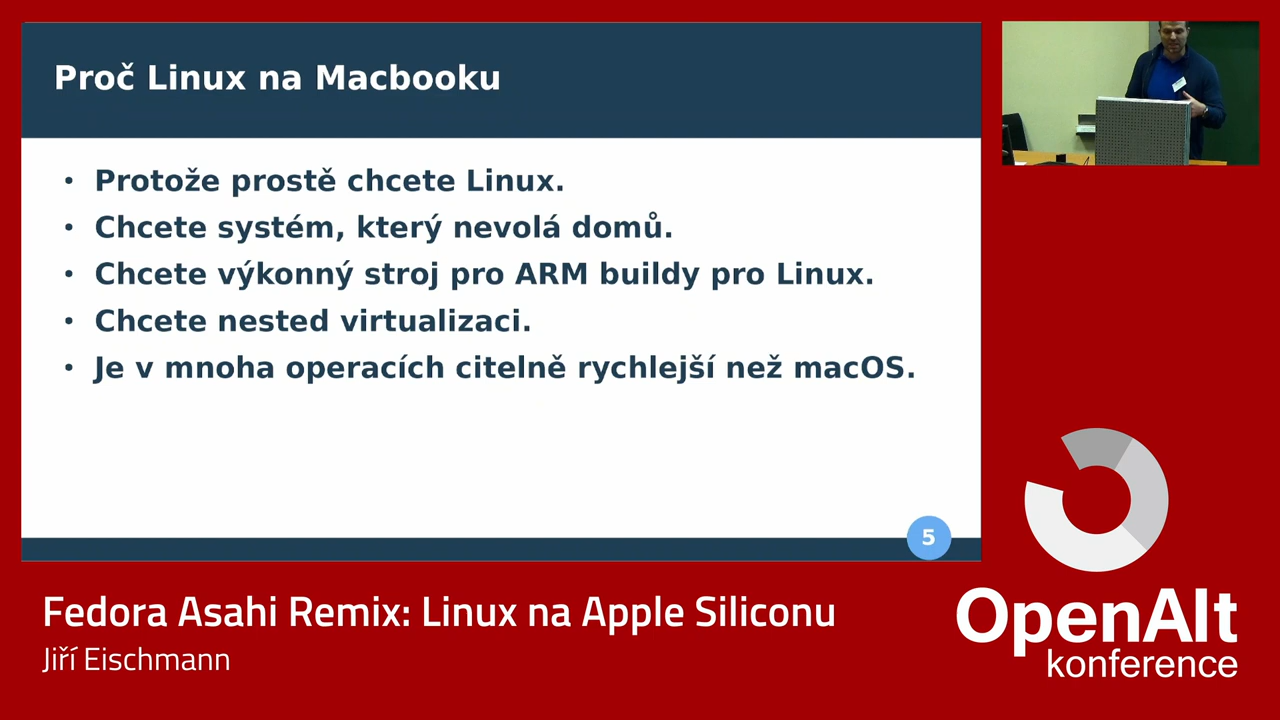 Proč Linux na Macbooku
• Protože prostě chcete Linux.
• Chcete systém, který nevolá domů.
• Chcete výkonný stroj pro ARM buildy pro Linux.
• Chcete nested virtualizaci.
• Je v mnoha operacích citelně rychlejší než macOS.
5
Fedora Asahi Remix: Linux na Apple Siliconu
Jiří Eischmann
OpenAlt
konference